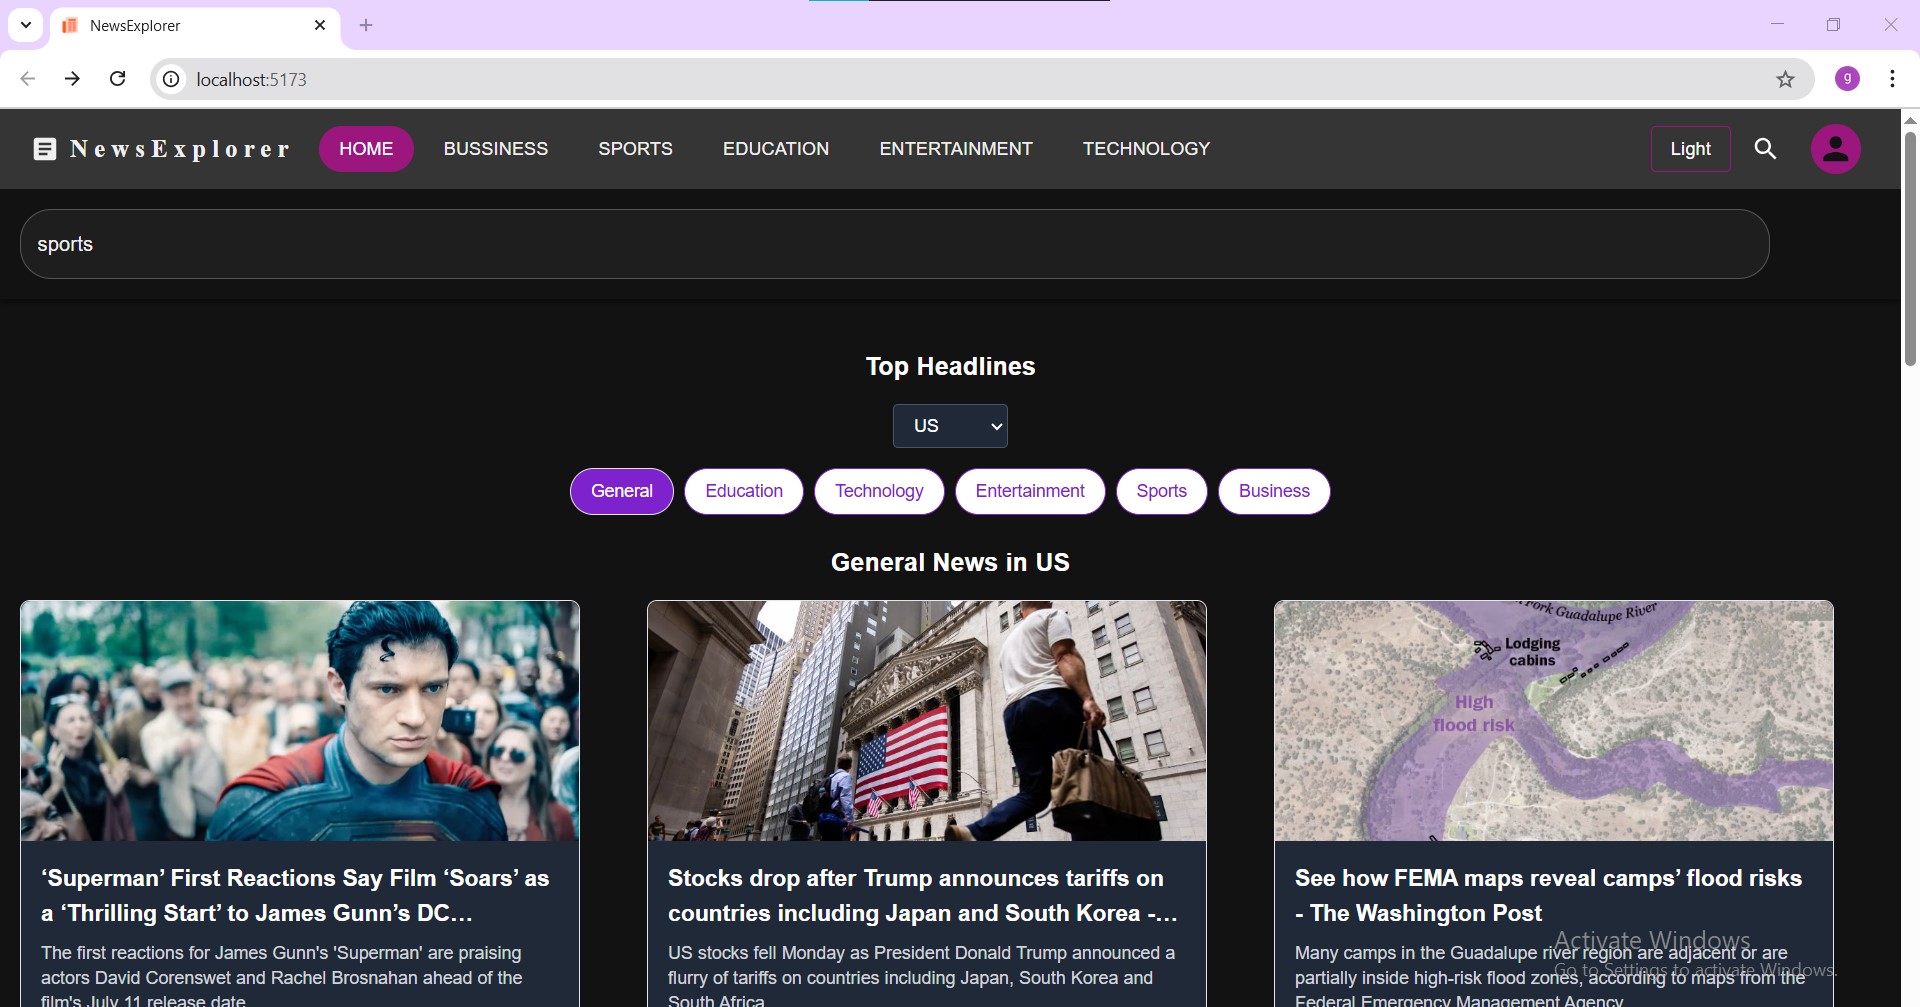 NewsExplorer
localhost:5173
g
NewsExplorer
HOME
BUSSINESS
SPORTS
EDUCATION
ENTERTAINMENT
TECHNOLOGY
Light
sports
Top Headlines
US
General
Education
Technology
Entertainment
Sports
Business
General News in US
Fork Guadalupe River
Lodging
cabins
High
flood risk
‘Superman’ First Reactions Say Film ‘Soars’ as
a ‘Thrilling Start’ to James Gunn’s DC...
The first reactions for James Gunn's 'Superman' are praising
actors David Corenswet and Rachel Brosnahan ahead of the
film's July 11 release date
Stocks drop after Trump announces tariffs on
countries including Japan and South Korea -...
US stocks fell Monday as President Donald Trump announced a
flurry of tariffs on countries including Japan, South Korea and
South Africa
See how FEMA maps reveal camps’ flood risks
- The Washington Post
Many camps in the Guadalupe river region are adjacent or are
partially inside high-risk flood zones, according to maps from the
Federal Emergency Management Agency
Activate Windows
Go to Settings to activate Windows.